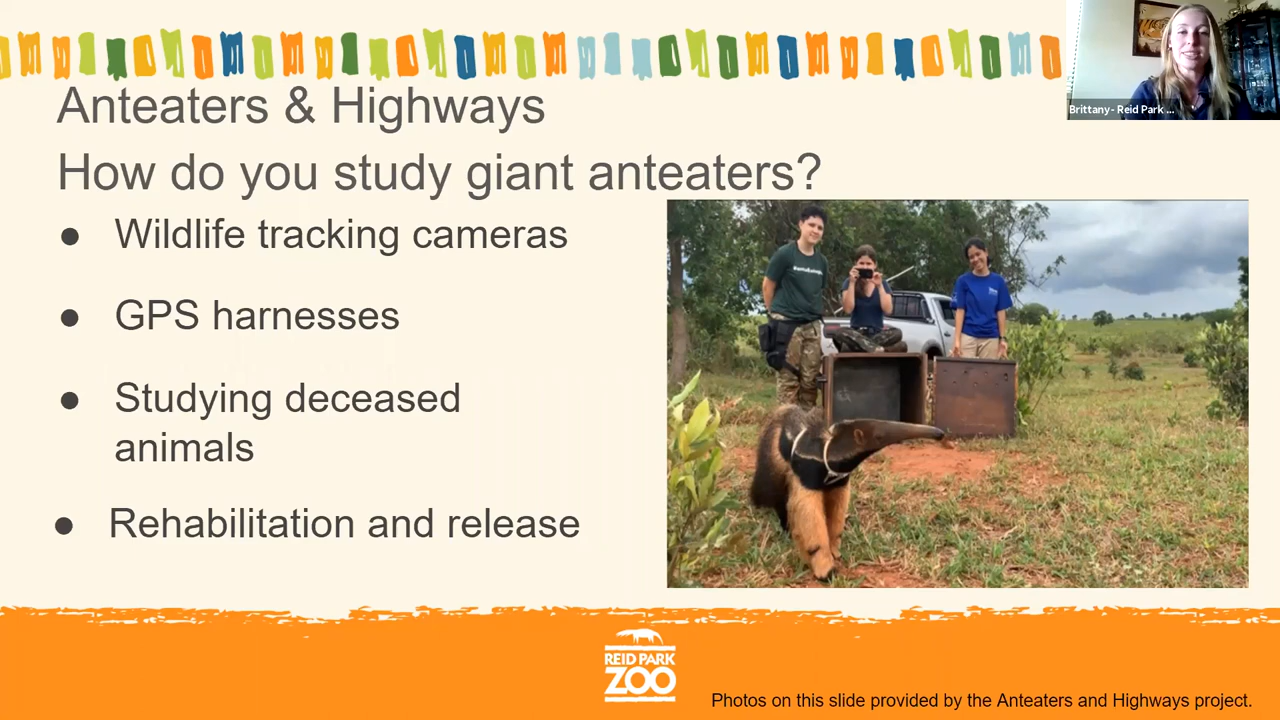 Anteaters & Highways
How do you study giant anteaters?
● Wildlife tracking cameras
● GPS harnesses
● Studying deceased
animals
● Rehabilitation and release
Brittany- Reid Park ...
REID PARK
ZOO
Photos on this slide provided by the Anteaters and Highways project.